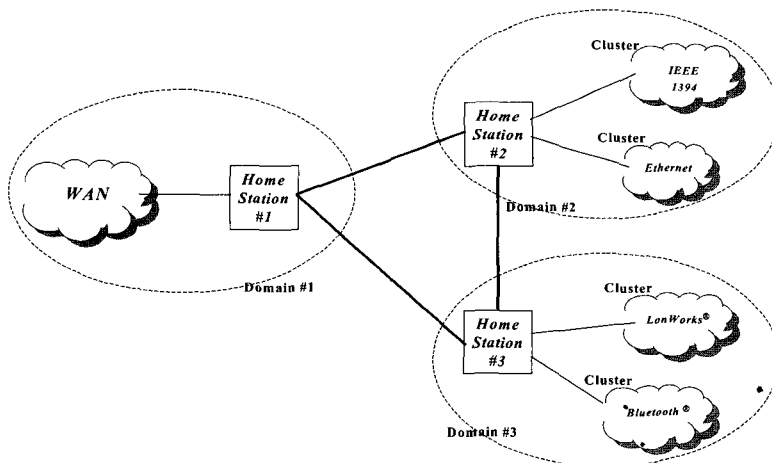 WAN
Home
Station
#1
Domain #1
Home
Station
#2
Cluster
IEEE
1394
Cluster
Ethernet
Domain #2
Home
Station
#3
Cluster
LonWorks®
Cluster
Bluetooth ®
Domain #3